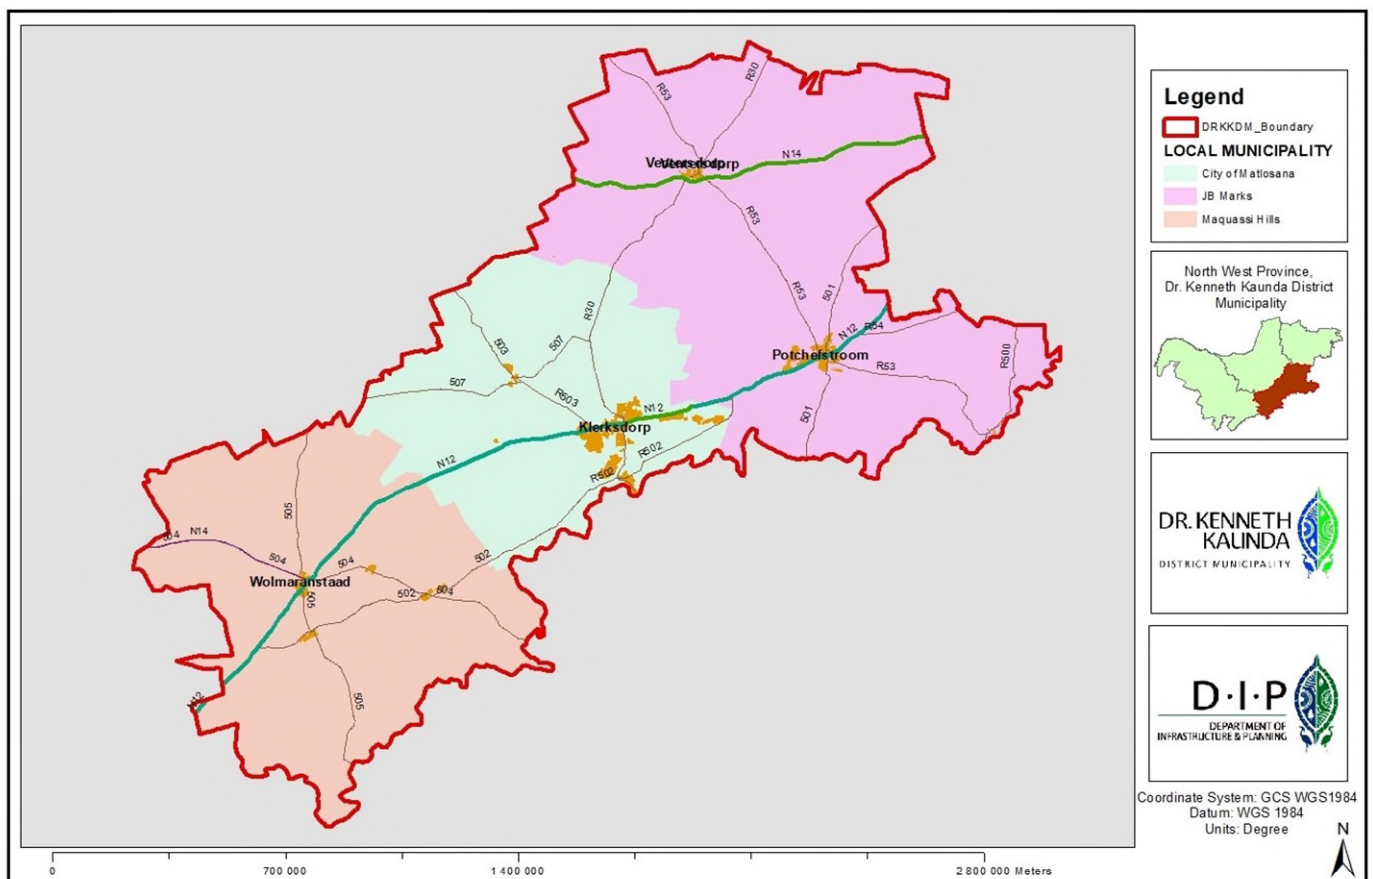 R53
R30
Ventersdorp
Ventersdorp
N14
R53
R53
501
N12
R54
Potchefstroom
R53
R500
501
R30
503
507
507
R503
N12
Klerksdorp
R502
R502
N12
505
504
N14
504
504
Wolmaranstaad
505
502
504
502
N12
505
Legend
DRKKDM_Boundary
LOCAL MUNICIPALITY
City of Matlosana
JB Marks
Maquassi Hills
North West Province,
Dr. Kenneth Kaunda District
Municipality
DR. KENNETH
KAUNDA
DISTRICT MUNICIPALITY
D·I·P
DEPARTMENT OF
INFRASTRUCTURE & PLANNING
Coordinate System: GCS WGS1984
Datum: WGS 1984
Units: Degree
N
0 700 000 1 400 000 2 800 000 Meters